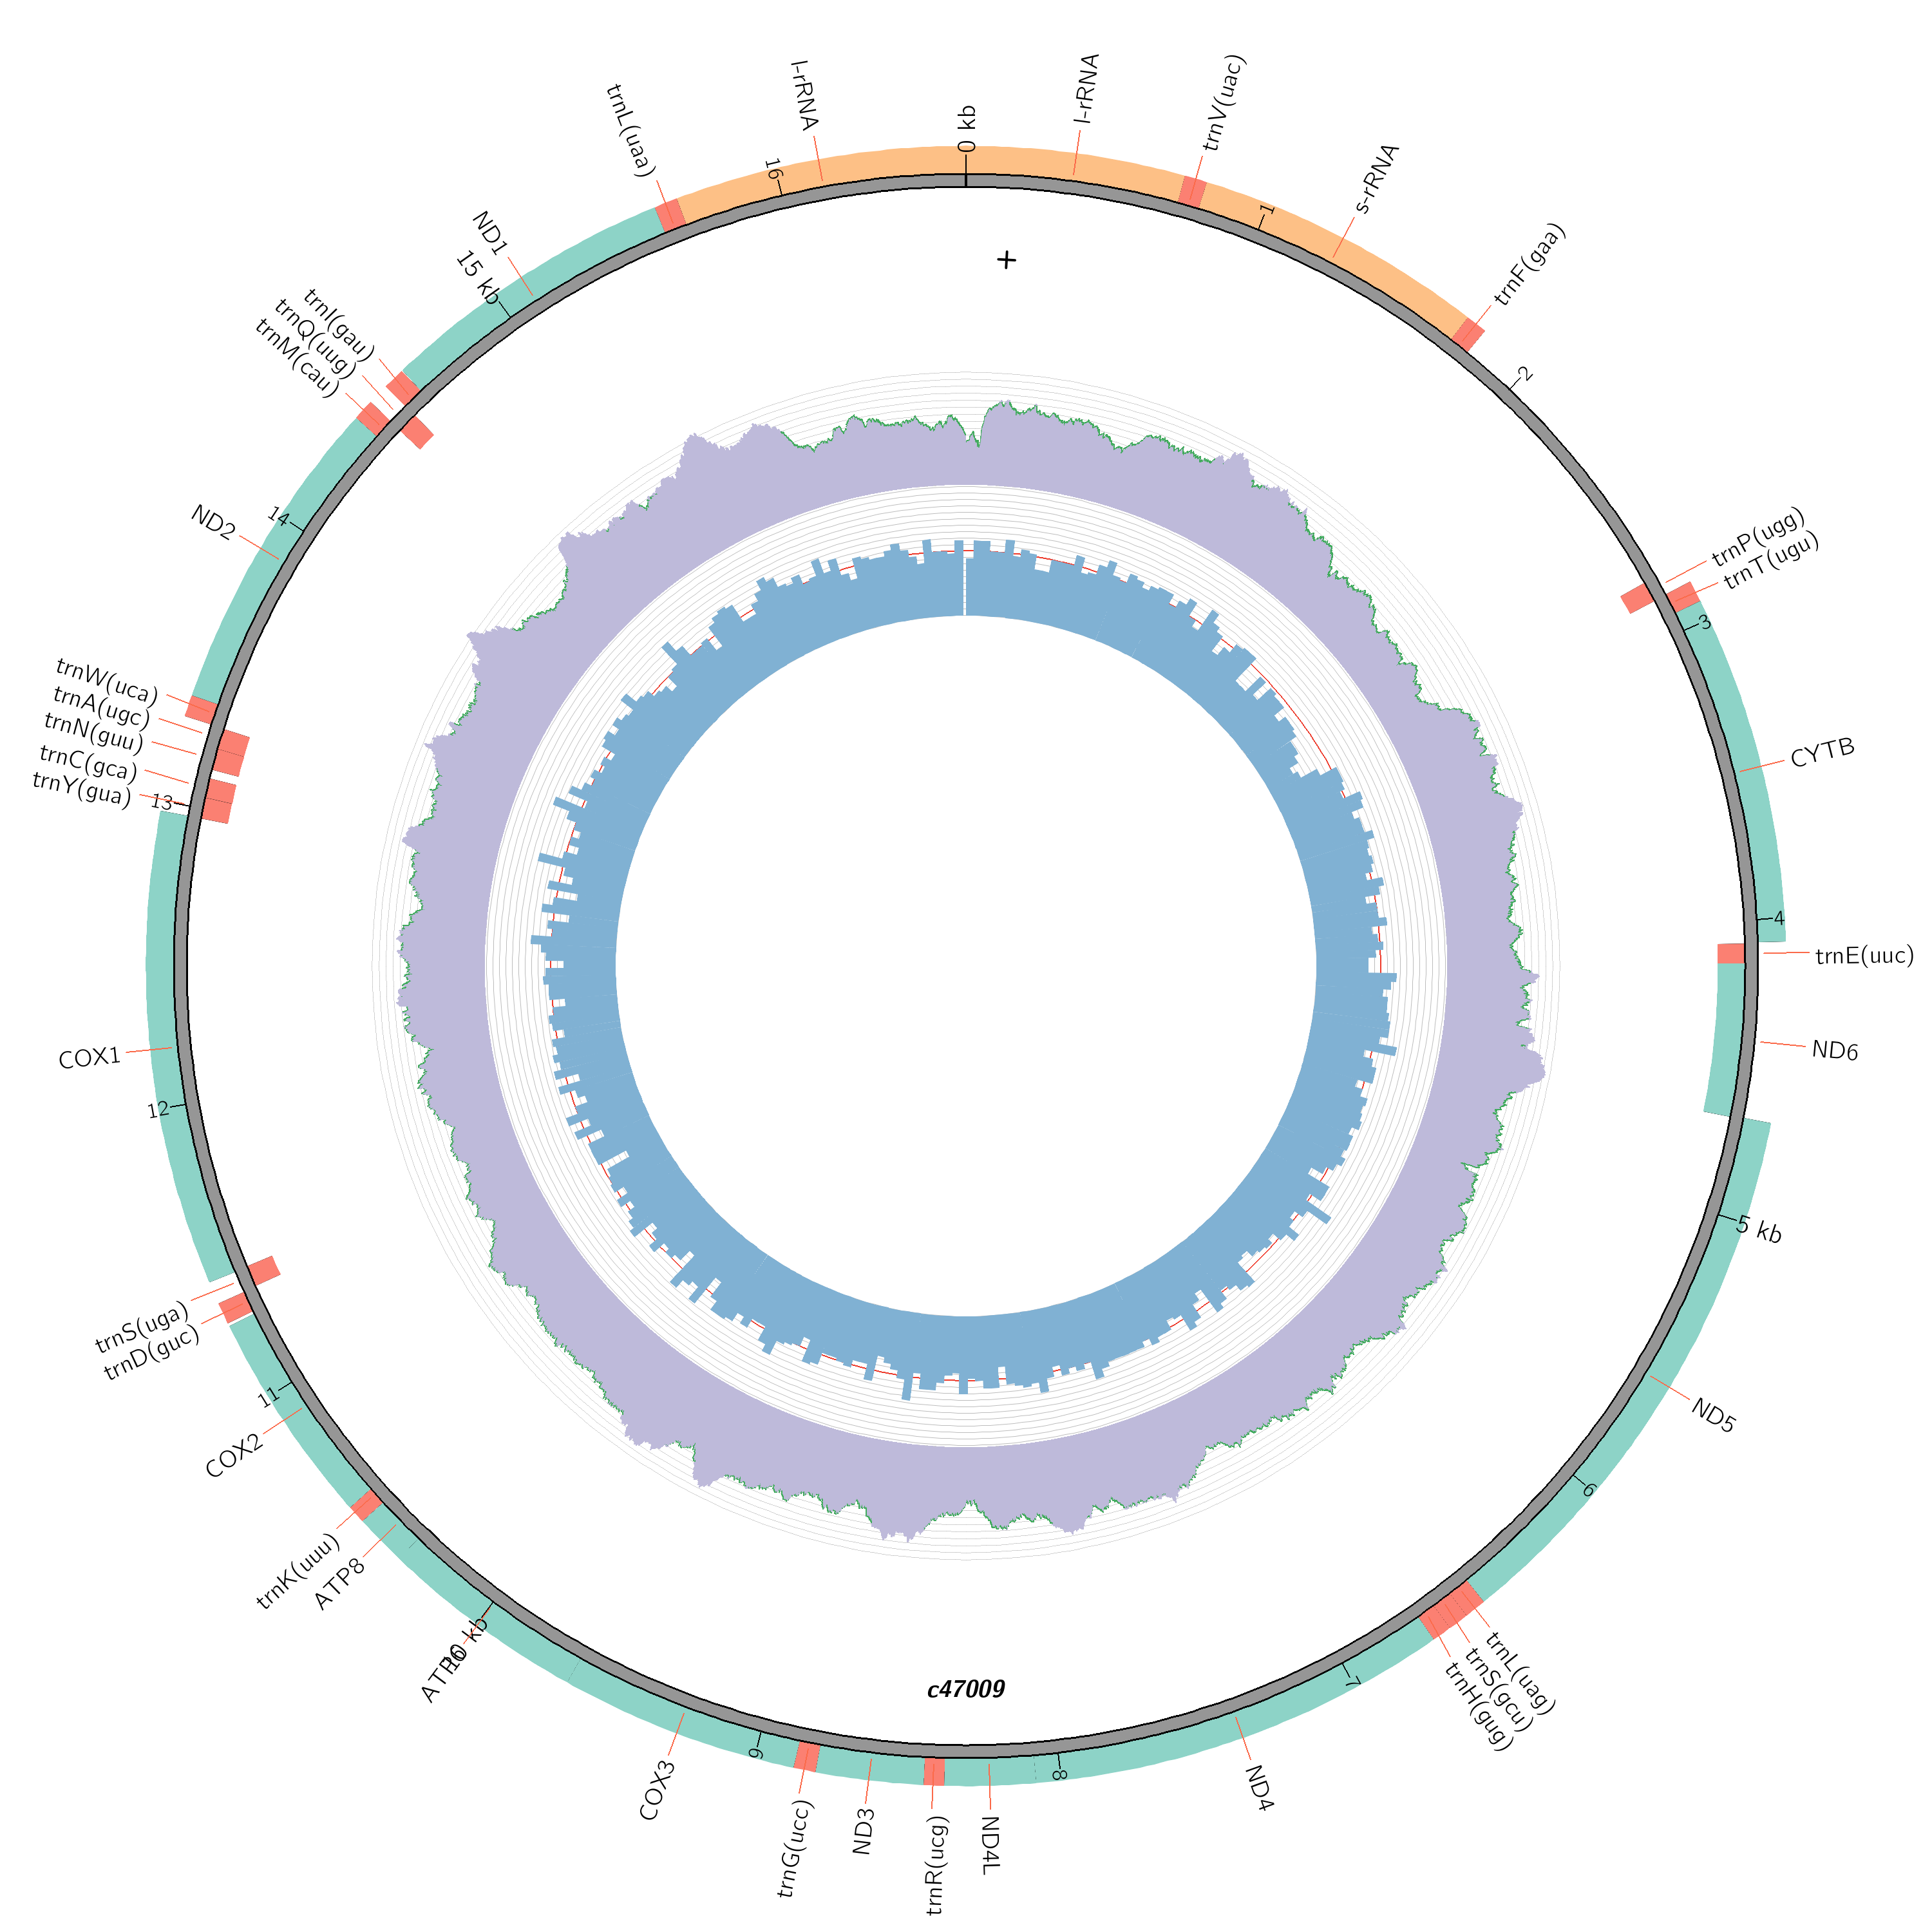 0 kb
l-rRNA
trnV(uac)
1
s-rRNA
trnF(gaa)
2
trnP(ugg)
trnT(ugu)
3
CYTB
4
trnE(uuc)
ND6
5 kb
ND5
6
trnL(uag)
trnS(gcu)
trnH(gug)
7
ND4
8
ND4L
trnR(ucg)
ND3
trnG(ucc)
9
COX3
10 kb
ATP6
ATP8
trnK(uuu)
COX2
11
trnD(guc)
trnS(uga)
12
COX1
13
trnY(gua)
trnC(gca)
trnN(guu)
trnA(ugc)
trnW(uca)
ND2
14
trnM(cau)
trnQ(uug)
trnI(gau)
15 kb
ND1
trnL(uaa)
16
l-rRNA
+
c47009